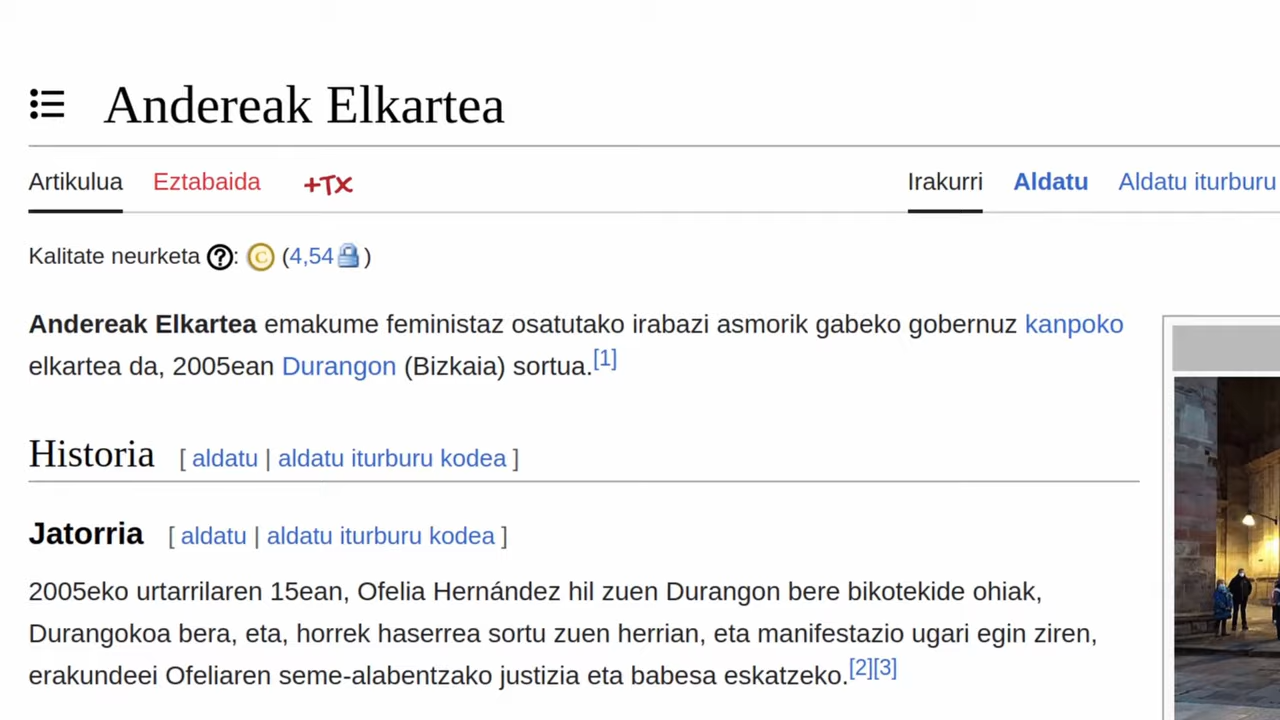 Andereak Elkartea
Artikulua Eztabaida +TX Irakurri Aldatu Aldatu iturburu
Kalitate neurketa ?: C (4,54)
Andereak Elkartea emakume feministaz osatutako irabazi asmorik gabeko gobernuz kanpoko
elkartea da, 2005ean Durangon (Bizkaia) sortua.[1]
Historia [ aldatu | aldatu iturburu kodea ]
Jatorria [ aldatu | aldatu iturburu kodea ]
2005eko urtarrilaren 15ean, Ofelia Hernández hil zuen Durangon bere bikotekide ohiak,
Durangokoa bera, eta, horrek haserrea sortu zuen herrian, eta manifestazio ugari egin ziren,
erakundeei Ofeliaren seme-alabentzako justizia eta babesa eskatzeko.[2][3]